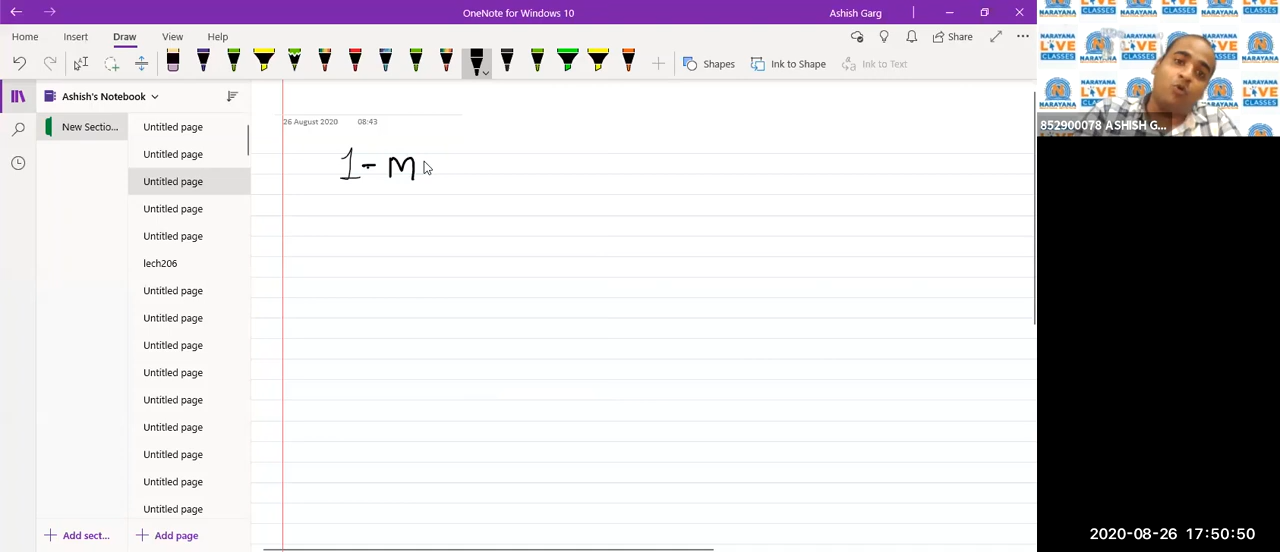 OneNote for Windows 10
Ashish Garg
Home Insert Draw View Help
Share
Shapes Ink to Shape Ink to Text
Ashish's Notebook
New Sectio...
Untitled page
Untitled page
Untitled page
Untitled page
Untitled page
lech206
Untitled page
Untitled page
Untitled page
Untitled page
Untitled page
Untitled page
Untitled page
Untitled page
Untitled page
Add sect...
Add page
26 August 2020 08:43
1 - m
NARAYANA LIVE CLASSES
852900078 ASHISH G...
2020-08-26 17:50:50